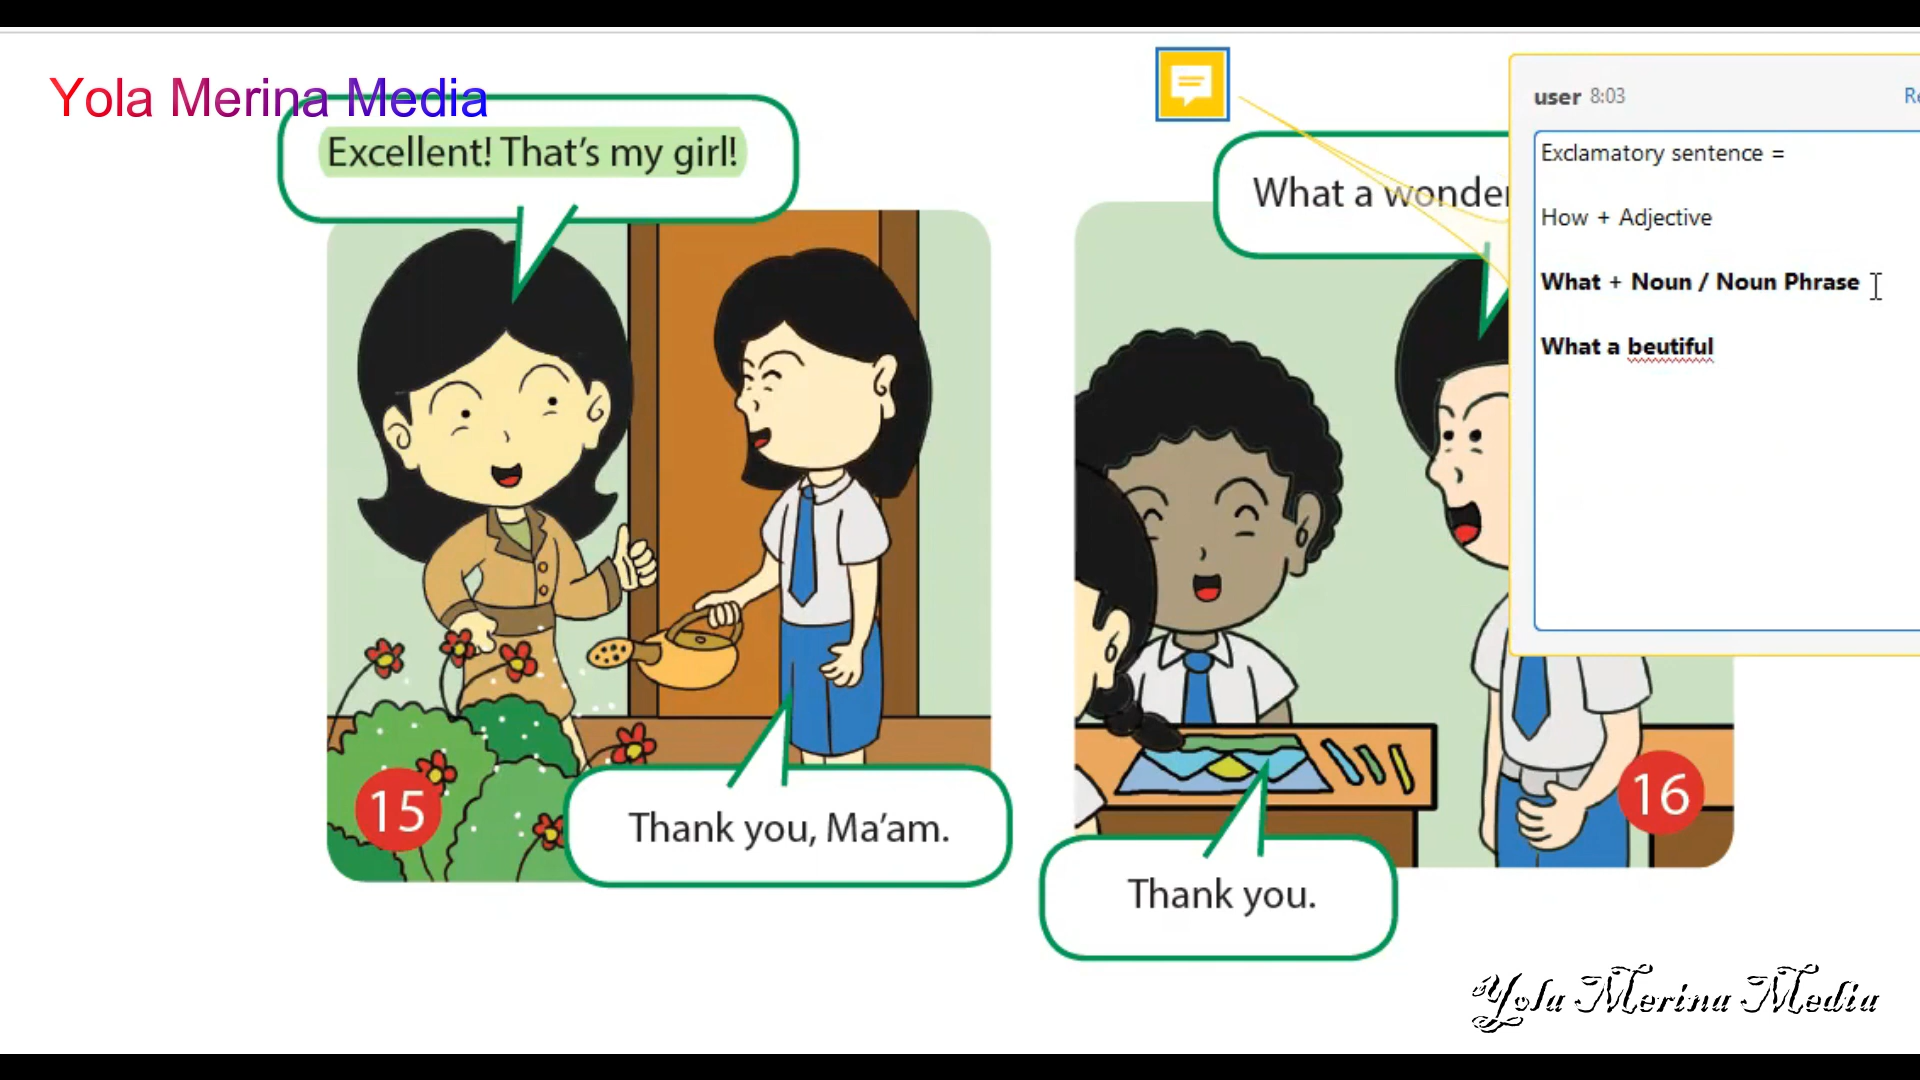 Yola Merina Media
Excellent! That's my girl!
Thank you, Ma'am.
15
What a
Thank you.
16
user 8:03
Exclamatory sentence =
How + Adjective
What + Noun / Noun Phrase
What a beutiful
Yola Merina Media